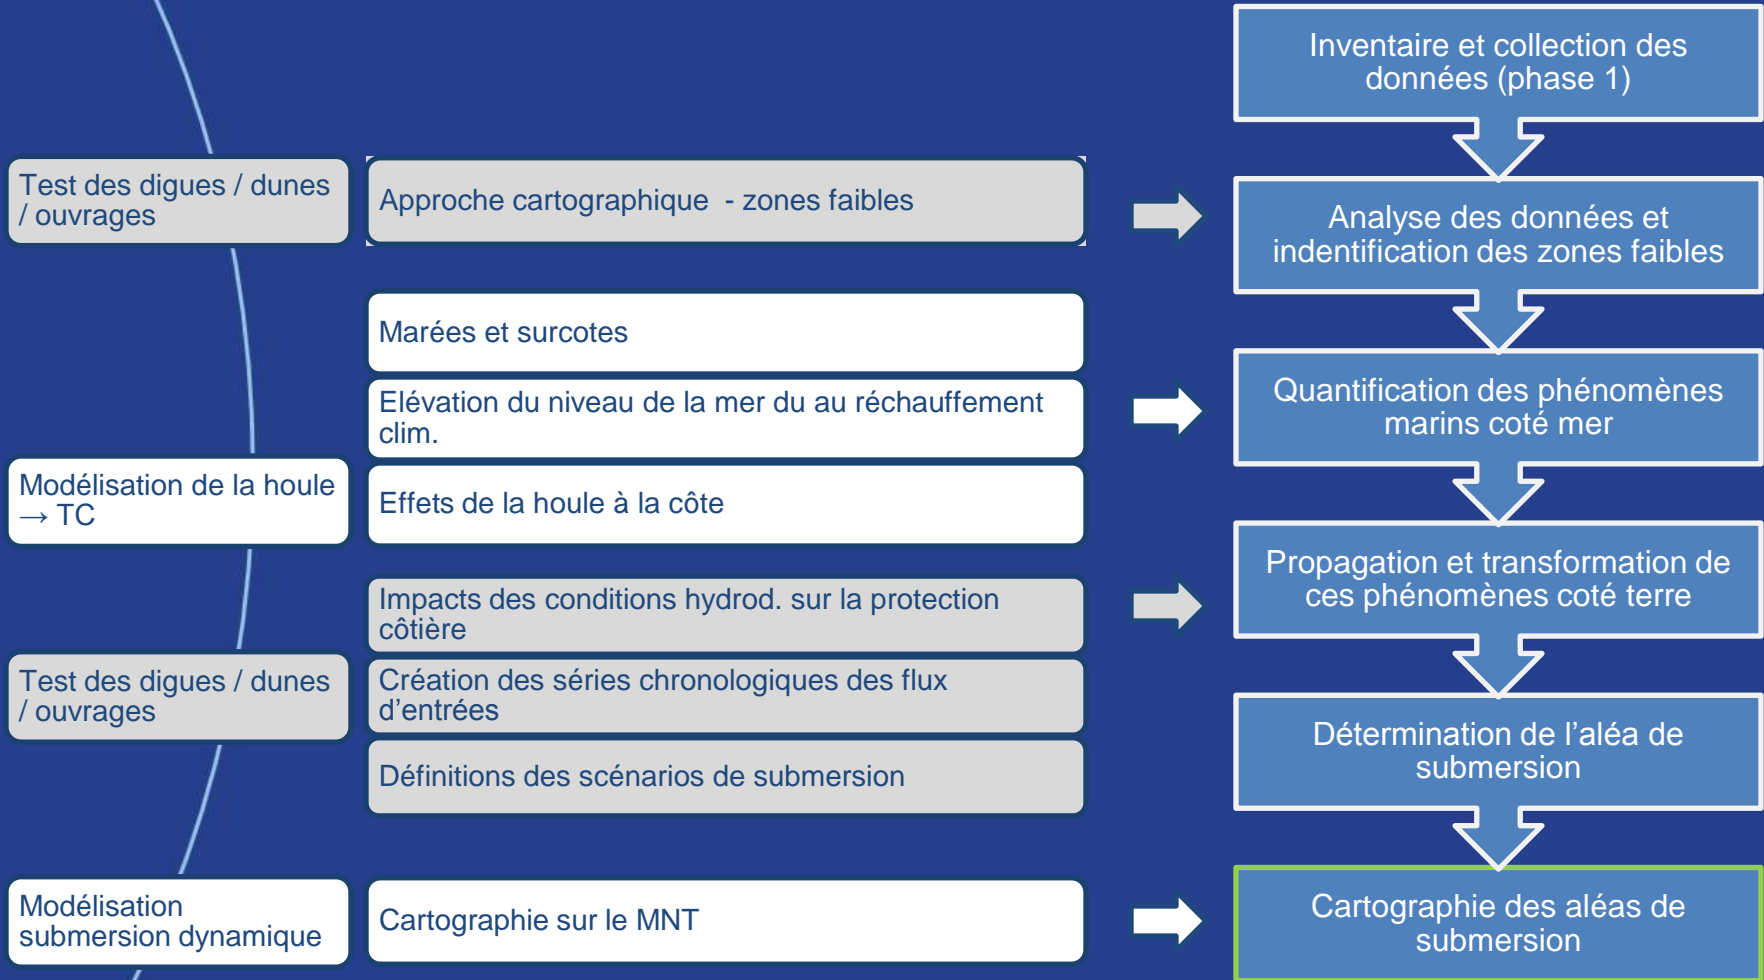 Inventaire et collection des
données (phase 1)
Test des digues / dunes
/ ouvrages
Approche cartographique  - zones faibles
Analyse des données et
indentification des zones faibles
Marées et surcotes
Elévation du niveau de la mer du au réchauffement
clim.
Quantification des phénomènes
marins coté mer
Modélisation de la houle
→ TC
Effets de la houle à la côte
Propagation et transformation de
ces phénomènes coté terre
Impacts des conditions hydrod. sur la protection
côtière
Test des digues / dunes
/ ouvrages
Création des séries chronologiques des flux
d'entrées
Définitions des scénarios de submersion
Détermination de l'aléa de
submersion
Modélisation
submersion dynamique
Cartographie sur le MNT
Cartographie des aléas de
submersion